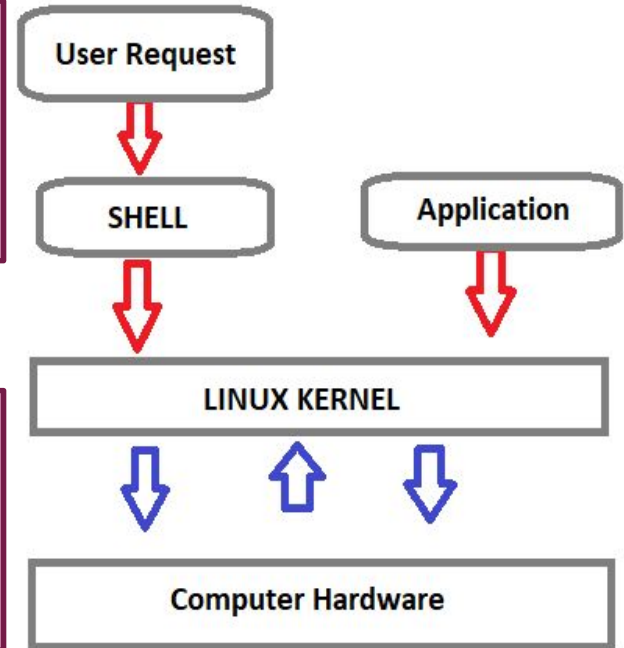 User Request
SHELL
Application
LINUX KERNEL
Computer Hardware